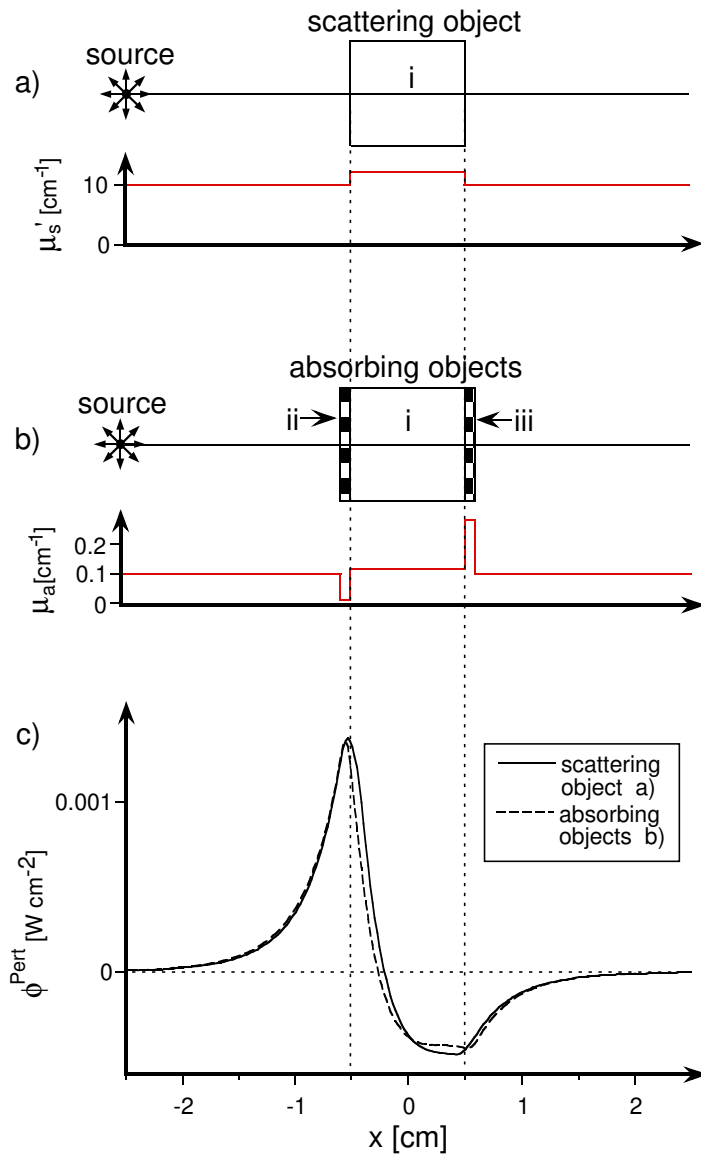 scattering object
source
a)
i
10
0
μs' [cm-1]
absorbing objects
source
ii
i
iii
b)
0.2
0.1
0
μa[cm-1]
c)
scattering
object a)
absorbing
objects b)
0.001
0
ϕPert [W cm-2]
-2 -1 0 1 2
x [cm]